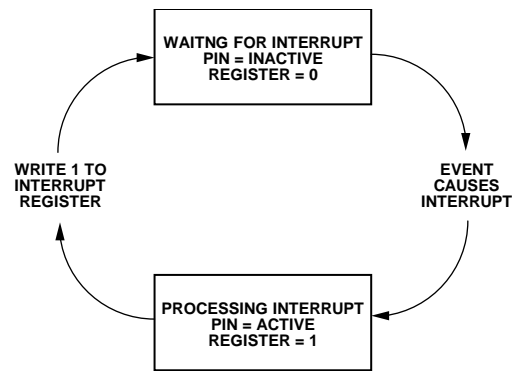 WAITNG FOR INTERRUPT
PIN = INACTIVE
REGISTER = 0
WRITE 1 TO
INTERRUPT
REGISTER
EVENT
CAUSES
INTERRUPT
PROCESSING INTERRUPT
PIN = ACTIVE
REGISTER = 1